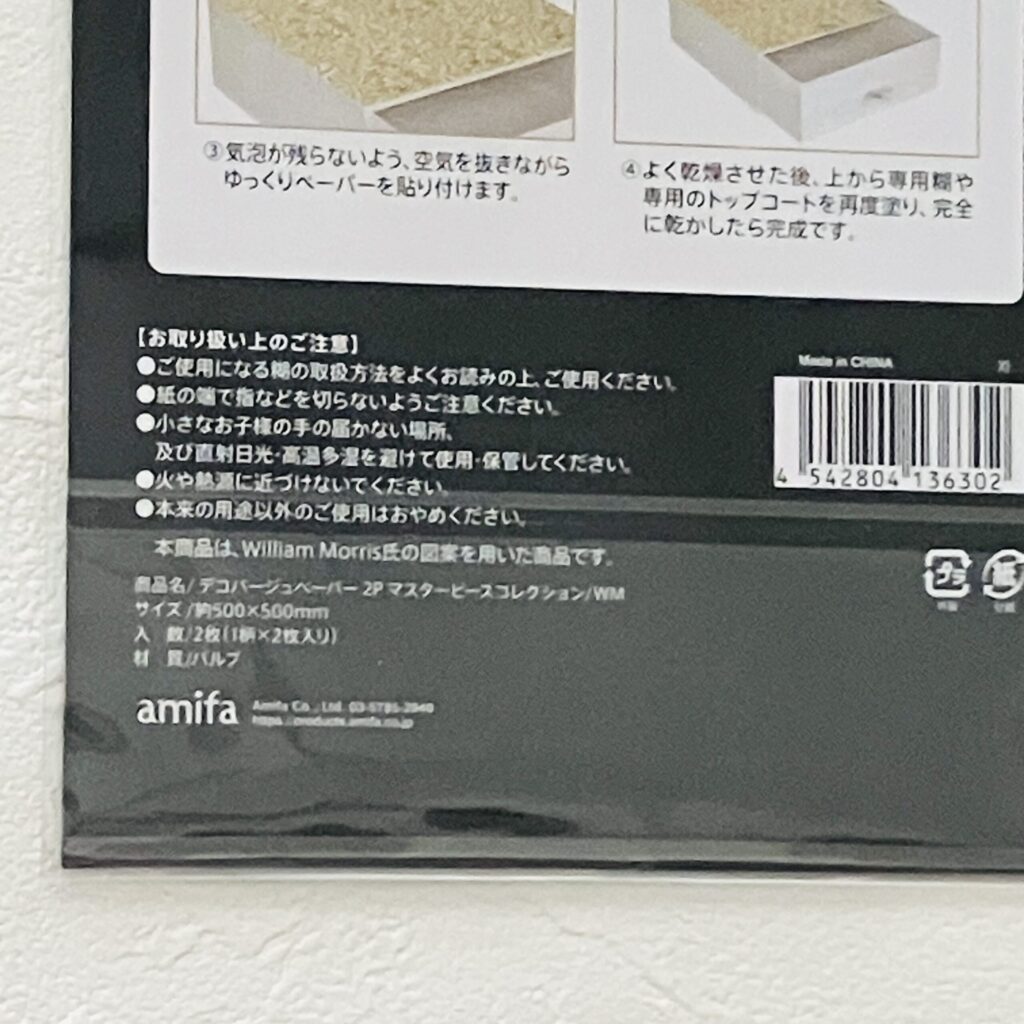 ③気泡が残らないよう、空気を抜きながら
ゆっくりペーパーを貼り付けます。
④よく乾燥させた後、上から専用糊や
専用のトップコートを再度塗り、完全
に乾かしたら完成です。
【お取り扱い上のご注意】
●ご使用になる糊の取扱方法をよくお読みの上、ご使用ください。
●紙の端で指などを切らないようご注意ください。
●小さなお子様の手の届かない場所、
及び直射日光・高温多湿を避けて使用・保管してください。
●火や熱源に近づけないでください。
●本来の用途以外のご使用はおやめください。
本商品は、William Morris氏の図案を用いた商品です。
商品名/デコパージュペーパー 2P マスターピースコレクション/WM
サイズ/約500×500mm
入 数/2枚(1柄×2枚入り)
材 質/パルプ
amifa
Amifa Co., Ltd. 03-5785-2840
https://products.amifa.co.jp
Made in CHINA
4 542804 136302
プラ
紙